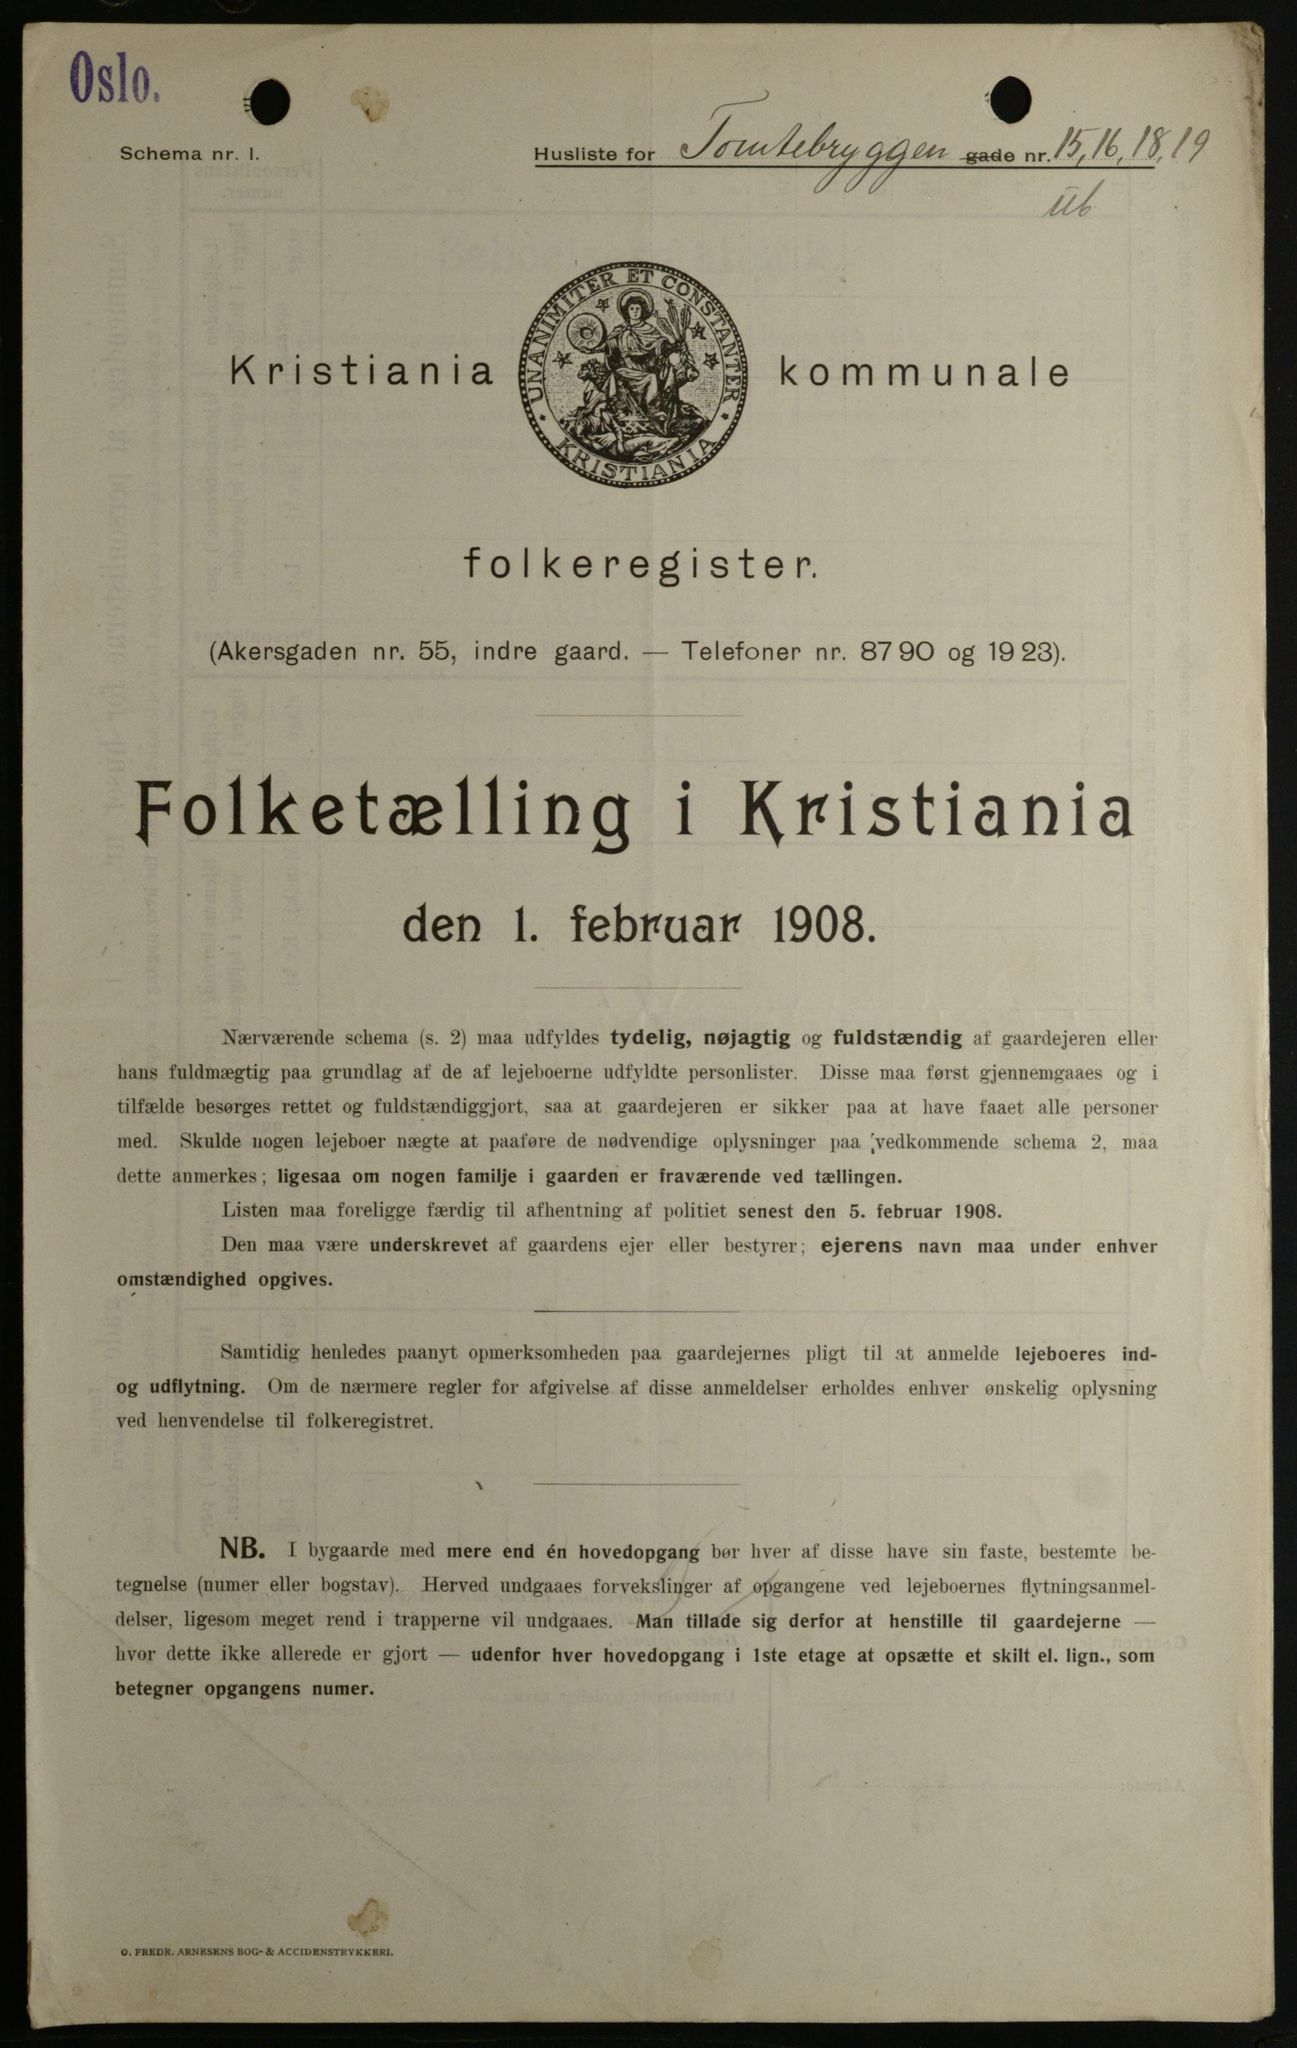 Oslo.
Schema nr. 1.
Husliste for Tomtebryggen gade nr. 15, 16, 18, 19
ub
UNANIMITER ET CONSTANTER
KRISTIANIA
Kristiania kommunale
folkeregister.
(Akersgaden nr. 55, indre gaard. — Telefoner nr. 87 90 og 19 23).
Folketælling i Kristiania
den 1. februar 1908.
Nærværende schema (s. 2) maa udfyldes tydelig, nøjagtig og fuldstændig af gaardejeren eller
hans fuldmægtig paa grundlag af de af lejeboerne udfyldte personlister. Disse maa først gjennemgaaes og i
tilfælde besørges rettet og fuldstændiggjort, saa at gaardejeren er sikker paa at have faaet alle personer
med. Skulde nogen lejeboer nægte at paaføre de nødvendige oplysninger paa vedkommende schema 2, maa
dette anmerkes; ligesaa om nogen familje i gaarden er fraværende ved tællingen.
Listen maa foreligge færdig til afhentning af politiet senest den 5. februar 1908.
Den maa være underskrevet af gaardens ejer eller bestyrer; ejerens navn maa under enhver
omstændighed opgives.
Samtidig henledes paanyt opmerksomheden paa gaardejernes pligt til at anmelde lejeboeres ind-
og udflytning. Om de nærmere regler for afgivelse af disse anmeldelser erholdes enhver ønskelig oplysning
ved henvendelse til folkeregistret.
NB. I bygaarde med mere end én hovedopgang bør hver af disse have sin faste, bestemte be-
tegnelse (numer eller bogstav). Herved undgaaes forvekslinger af opgangene ved lejeboernes flytningsanmel-
delser, ligesom meget rend i trapperne vil undgaaes. Man tillade sig derfor at henstille til gaardejerne —
hvor dette ikke allerede er gjort — udenfor hver hovedopgang i 1ste etage at opsætte et skilt el. lign., som
betegner opgangens numer.
O. FREDR. ARNESENS BOG- & ACCIDENSTRYKKERI.